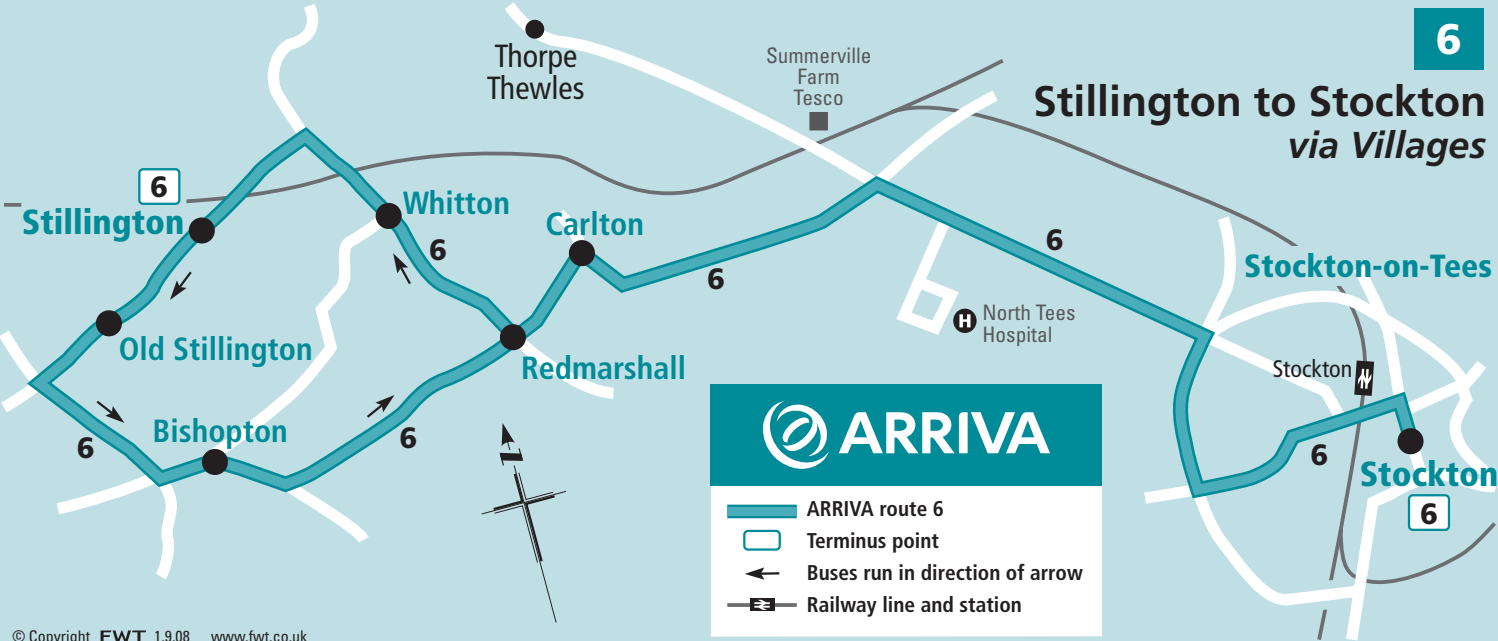 6
Stillington to Stockton
via Villages
Thorpe
Thewles
Summerville
Farm
Tesco
6
Stillington
Whitton
6
Carlton
6
6
Stockton-on-Tees
North Tees
Hospital
H
Old Stillington
Redmarshall
Stockton
6
Bishopton
6
6
Stockton
6
N
ARRIVA
ARRIVA route 6
Terminus point
Buses run in direction of arrow
Railway line and station
© Copyright FWT 1.9.08 www.fwt.co.uk